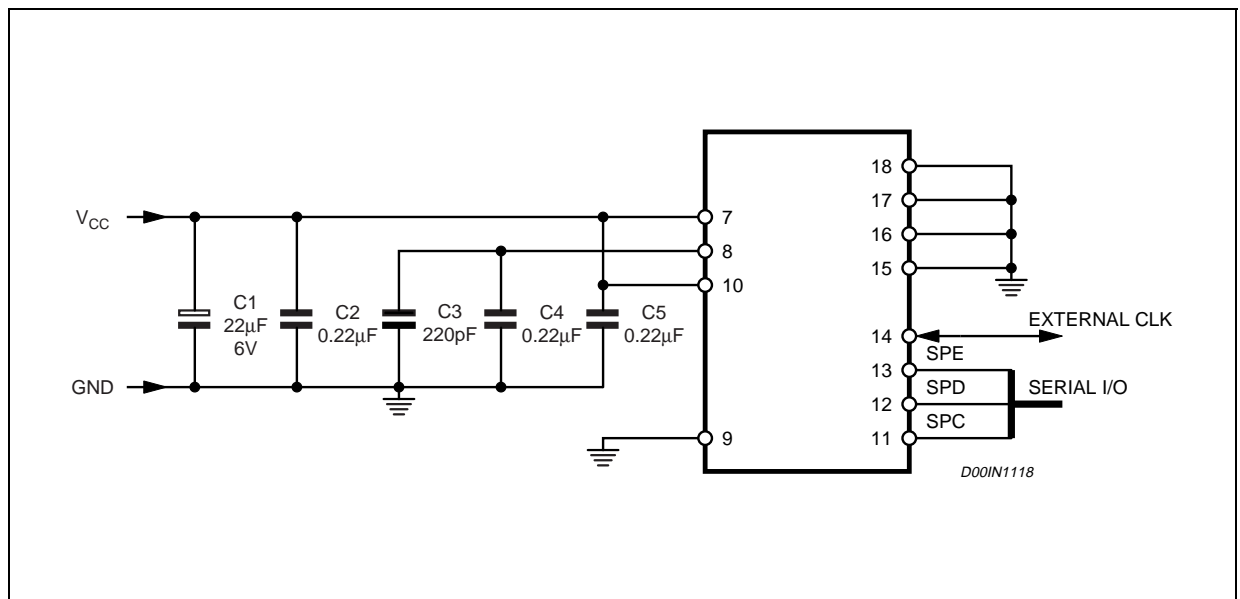 18
17
V_CC
7
16
8
15
10
C1
22μF
6V
C2
0.22μF
C3
220pF
C4
0.22μF
C5
0.22μF
14
EXTERNAL CLK
SPE
GND
13
SERIAL I/O
SPD
12
SPC
9
11
D00IN1118